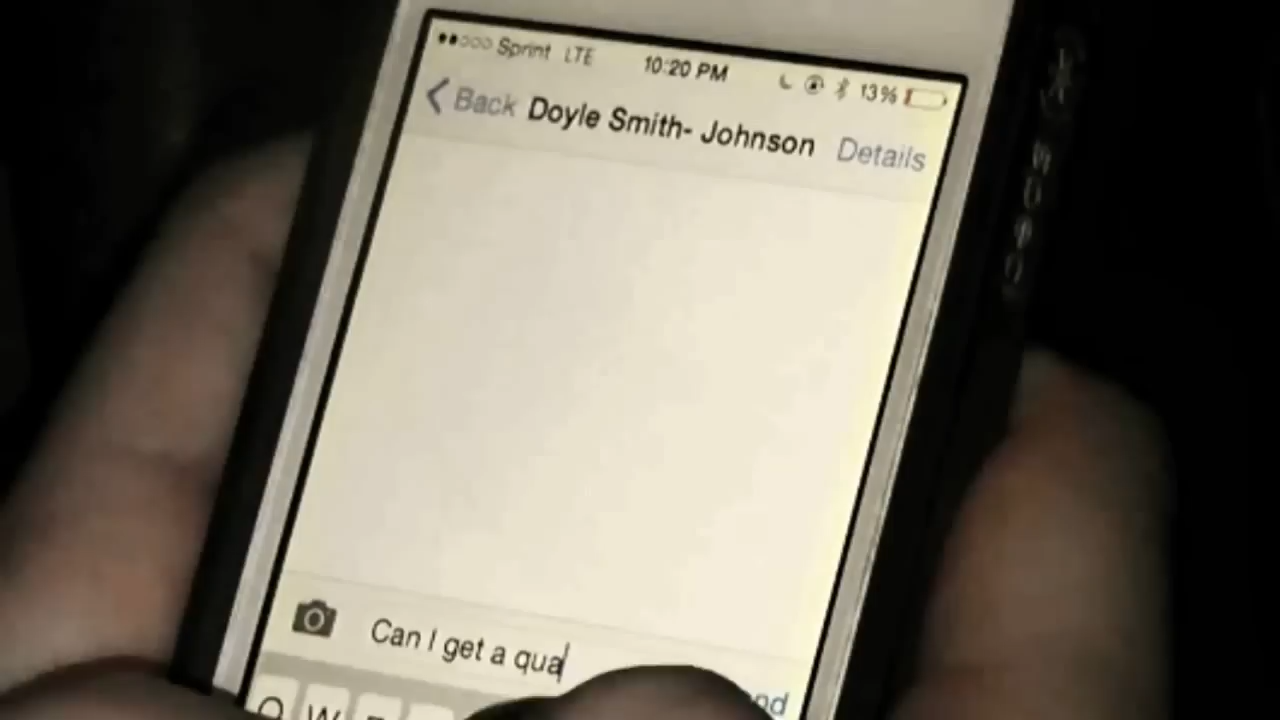 Sprint LTE 10:20 PM 13%
Back Doyle Smith- Johnson Details
Can I get a qua
Q W